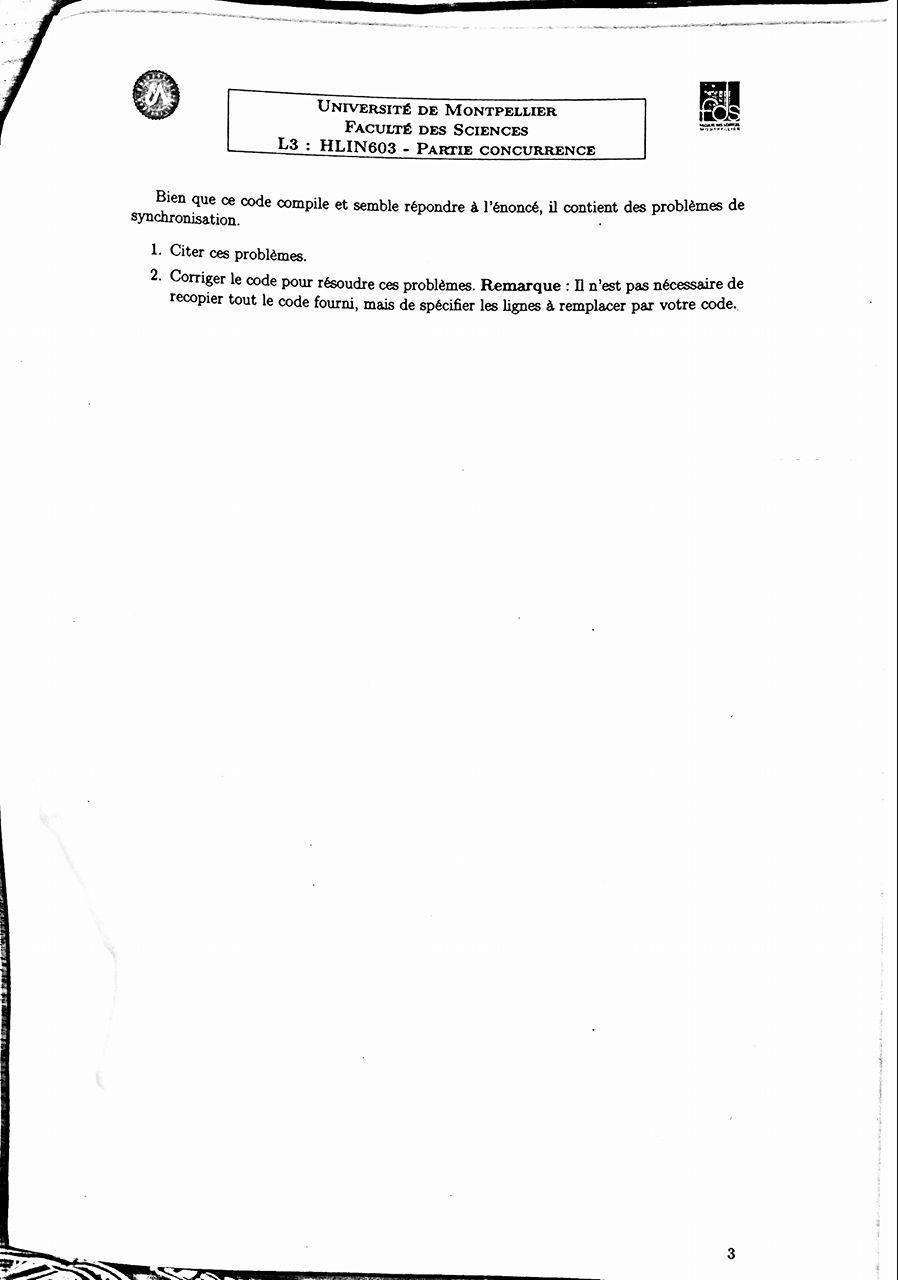 UNIVERSITÉ DE MONTPELLIER
FACULTÉ DES SCIENCES
L3 : HLIN603 - PARTIE CONCURRENCE
fds
Bien que ce code compile et semble répondre à l'énoncé, il contient des problèmes de
synchronisation.
1. Citer ces problèmes.
2. Corriger le code pour résoudre ces problèmes. Remarque : Il n'est pas nécessaire de
recopier tout le code fourni, mais de spécifier les lignes à remplacer par votre code.
3